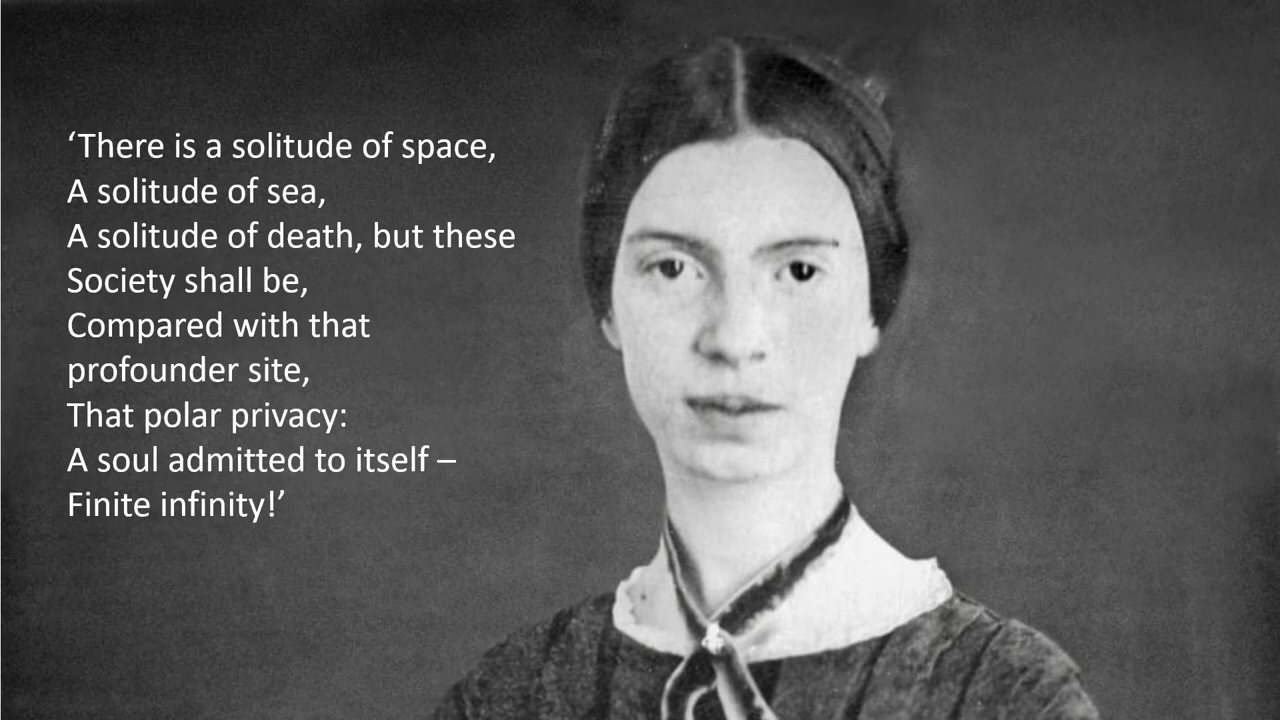 ‘There is a solitude of space,
A solitude of sea,
A solitude of death, but these
Society shall be,
Compared with that
profounder site,
That polar privacy:
A soul admitted to itself –
Finite infinity!’